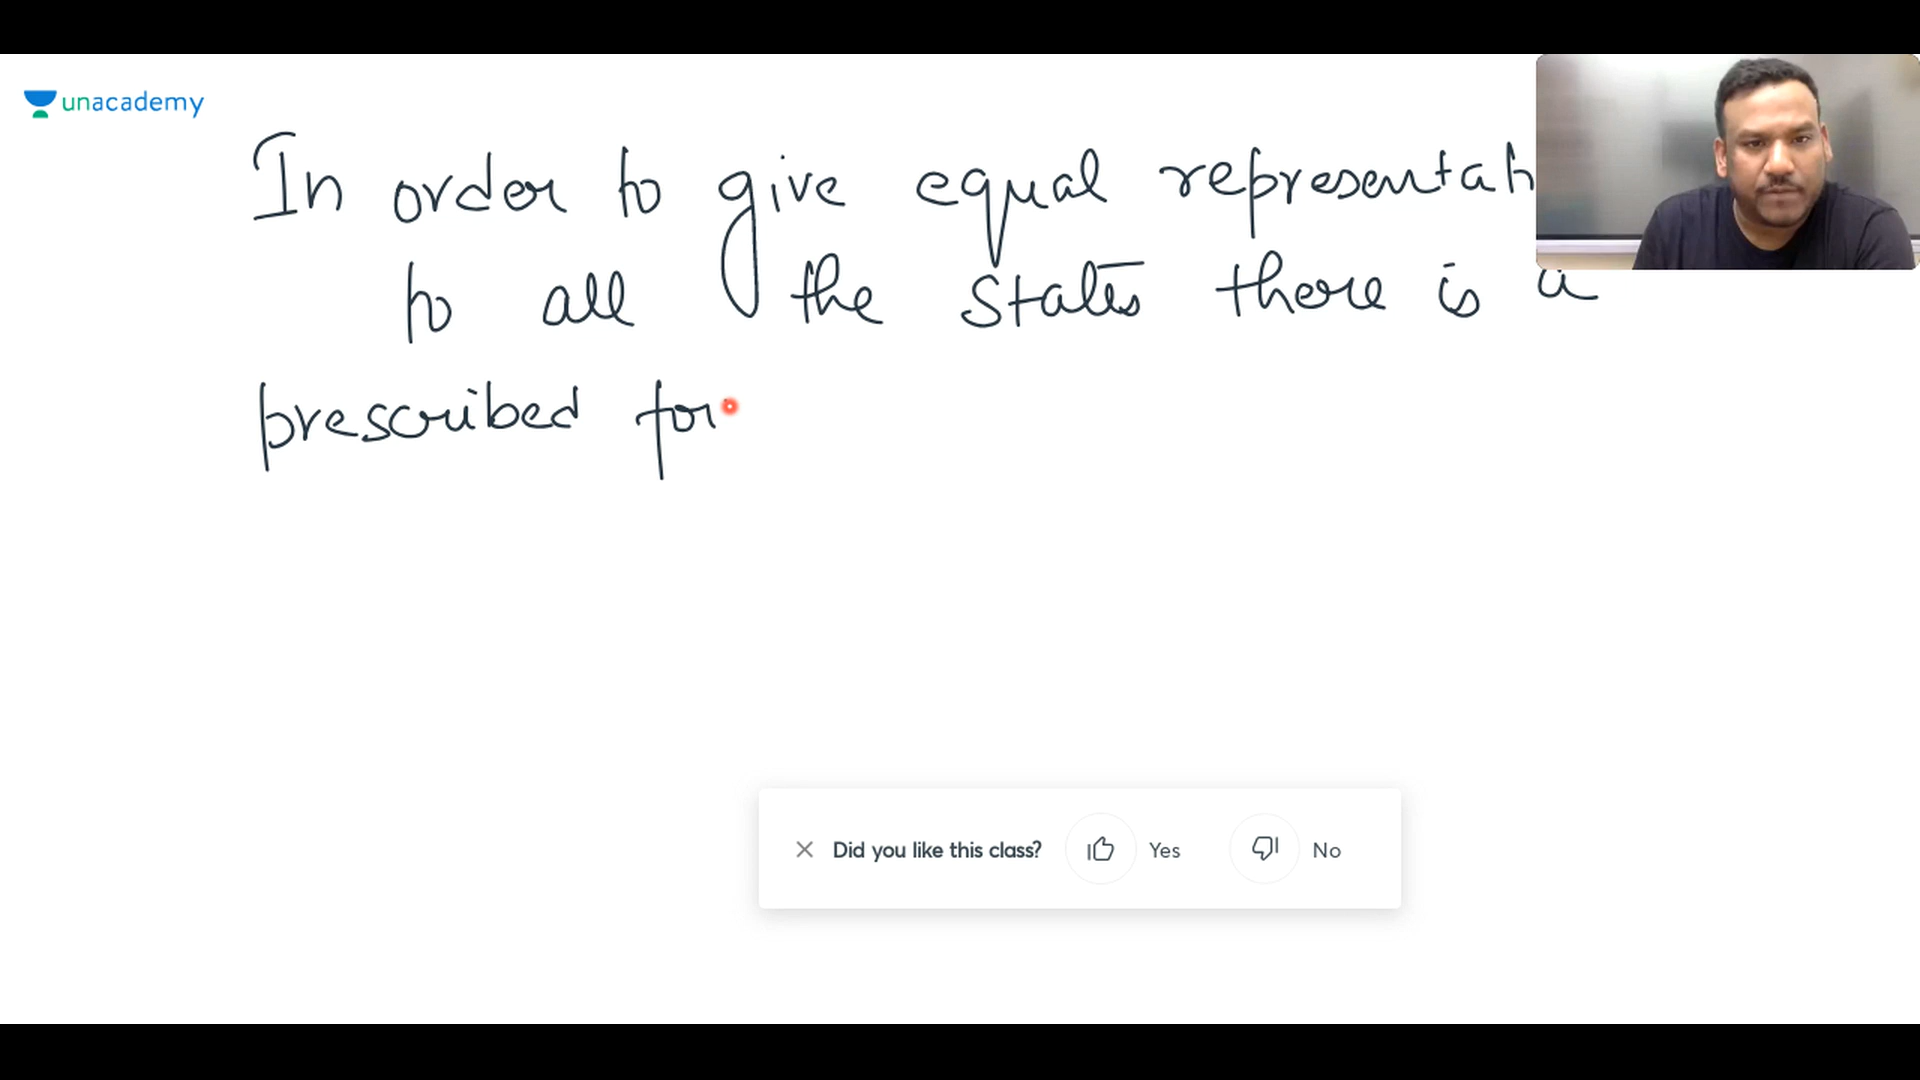 unacademy
In order to give equal representati
to all the states there is a
prescribed for
Did you like this class? Yes No